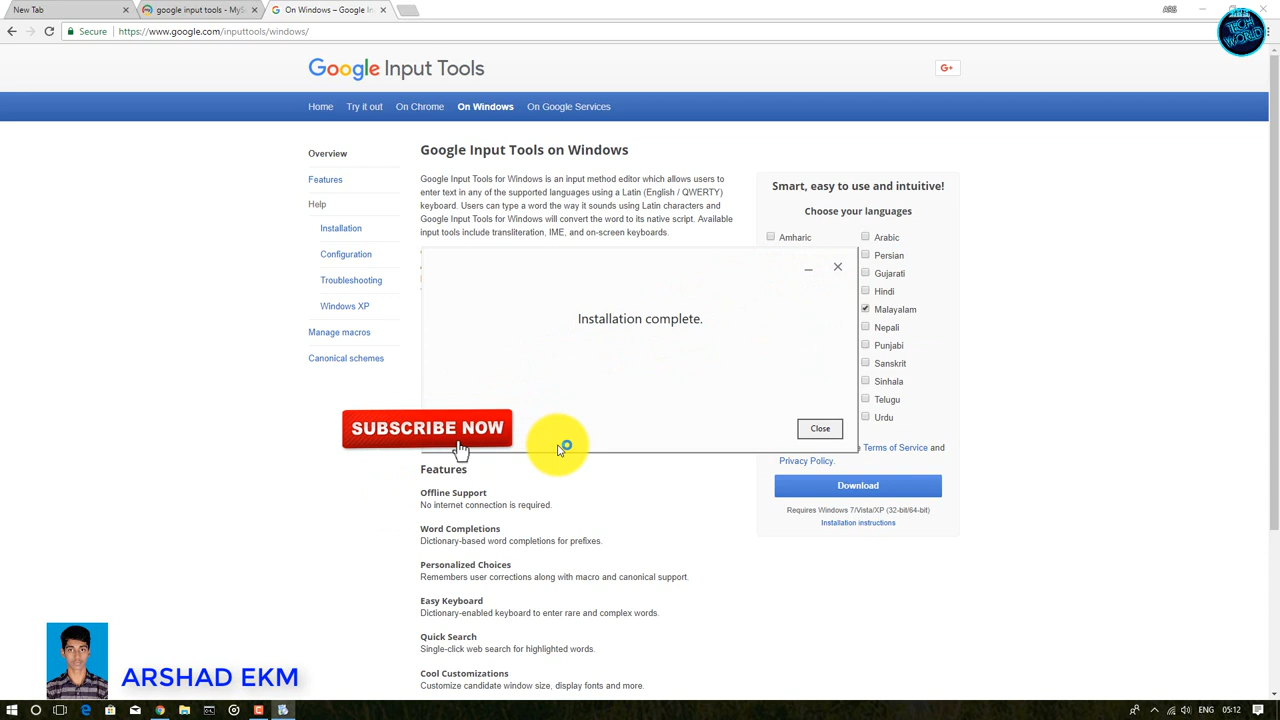 New Tab
google input tools - MyS
On Windows – Google In
ARS
Secure
https://www.google.com/inputtools/windows/
TECH
WORLD
Google Input Tools
G+
Home
Try it out
On Chrome
On Windows
On Google Services
Overview
Features
Help
Installation
Configuration
Troubleshooting
Windows XP
Manage macros
Canonical schemes
Google Input Tools on Windows
Google Input Tools for Windows is an input method editor which allows users to
enter text in any of the supported languages using a Latin (English / QWERTY)
keyboard. Users can type a word the way it sounds using Latin characters and
Google Input Tools for Windows will convert the word to its native script. Available
input tools include transliteration, IME, and on-screen keyboards.
Smart, easy to use and intuitive!
Choose your languages
Amharic
Arabic
Persian
Gujarati
Hindi
Malayalam
Nepali
Punjabi
Sanskrit
Sinhala
Telugu
Urdu
Installation complete.
Close
SUBSCRIBE NOW
Terms of Service and
Privacy Policy.
Download
Requires Windows 7/Vista/XP (32-bit/64-bit)
Installation instructions
Features
Offline Support
No internet connection is required.
Word Completions
Dictionary-based word completions for prefixes.
Personalized Choices
Remembers user corrections along with macro and canonical support.
Easy Keyboard
Dictionary-enabled keyboard to enter rare and complex words.
Quick Search
Single-click web search for highlighted words.
Cool Customizations
Customize candidate window size, display fonts and more.
ARSHAD EKM
ENG
05:12